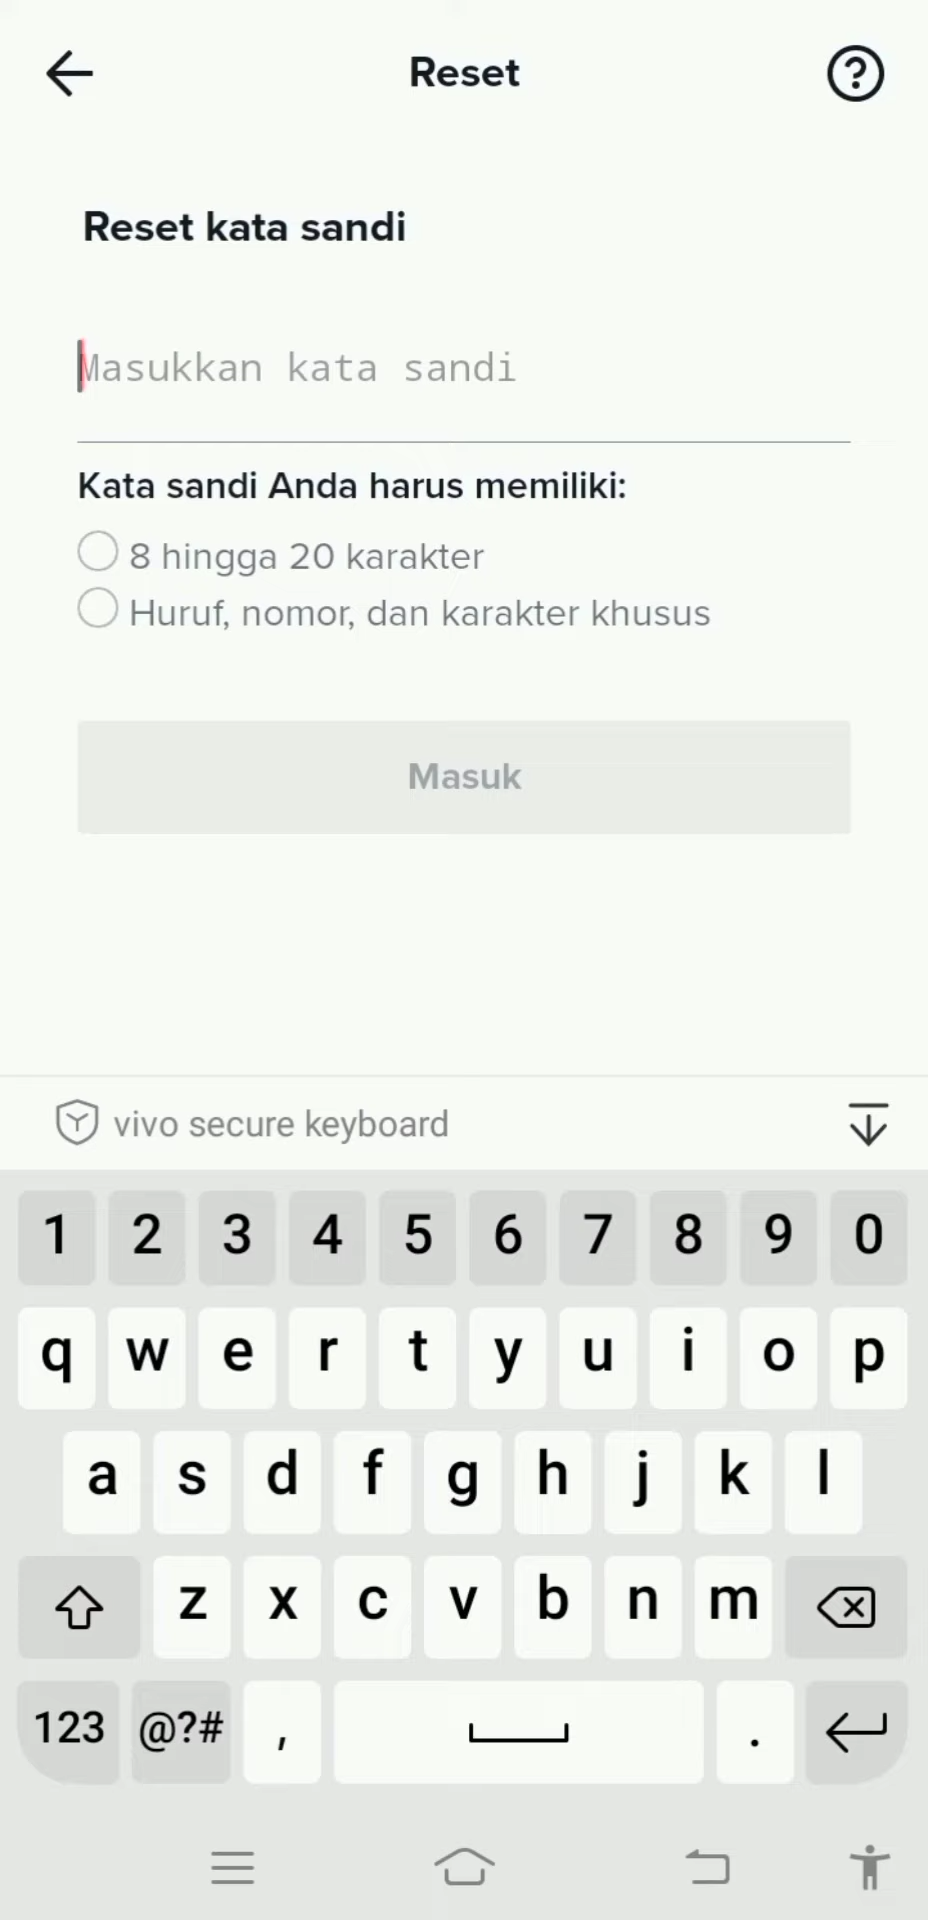 Reset
Reset kata sandi
Masukkan kata sandi
Kata sandi Anda harus memiliki:
8 hingga 20 karakter
Huruf, nomor, dan karakter khusus
Masuk
vivo secure keyboard
1 2 3 4 5 6 7 8 9 0
q w e r t y u i o p
a s d f g h j k l
z x c v b n m
123 @?# , .